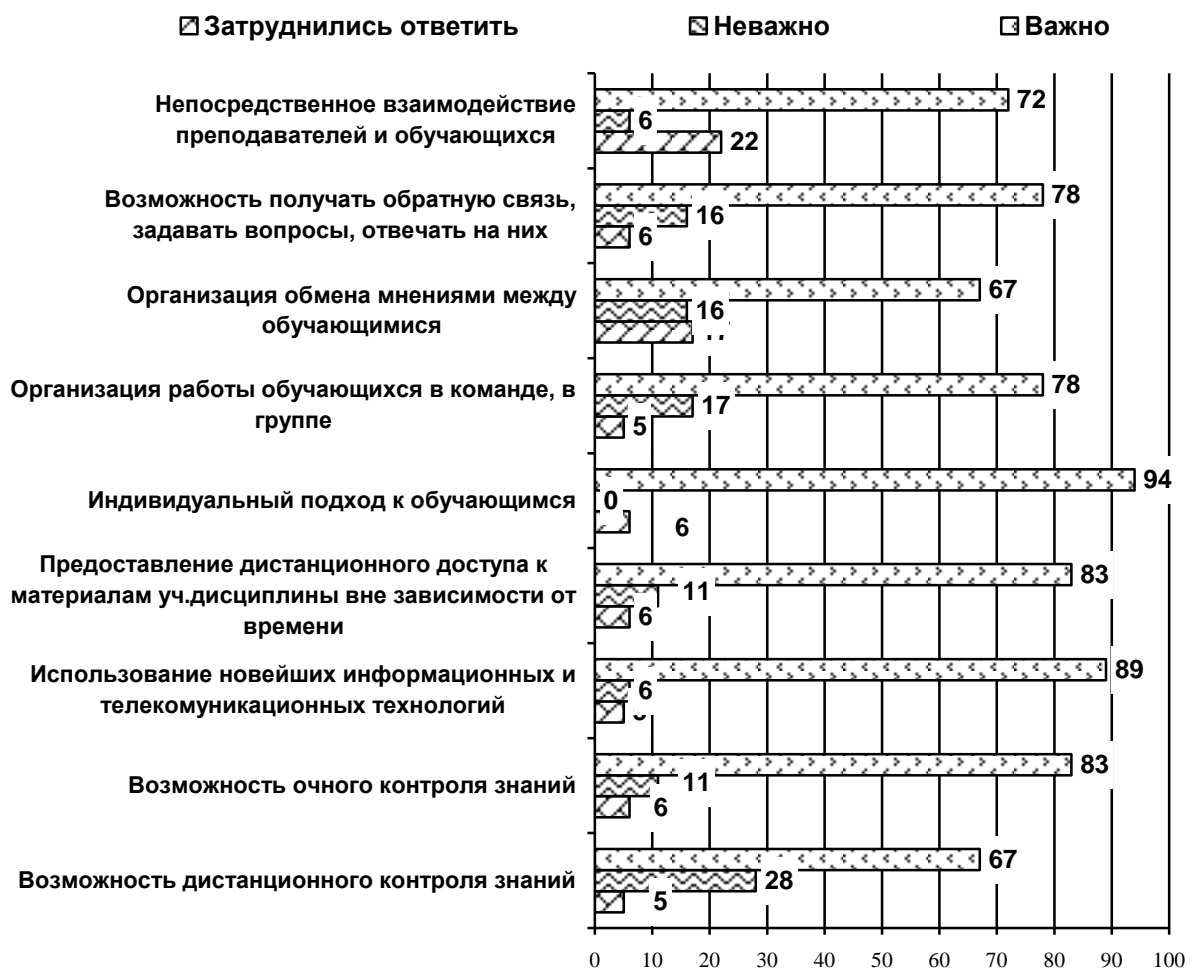 Затруднились ответить Неважно Важно
Непосредственное взаимодействие
преподавателей и обучающихся
72
6
22
Возможность получать обратную связь,
задавать вопросы, отвечать на них
78
16
6
Организация обмена мнениями между
обучающимися
67
16
Организация работы обучающихся в команде, в
группе
78
17
5
Индивидуальный подход к обучающимся
94
0
6
Предоставление дистанционного доступа к
материалам уч.дисциплины вне зависимости от
времени
83
11
6
Использование новейших информационных и
телекомуникационных технологий
89
6
Возможность очного контроля знаний
83
11
6
Возможность дистанционного контроля знаний
67
28
5
0 10 20 30 40 50 60 70 80 90 100